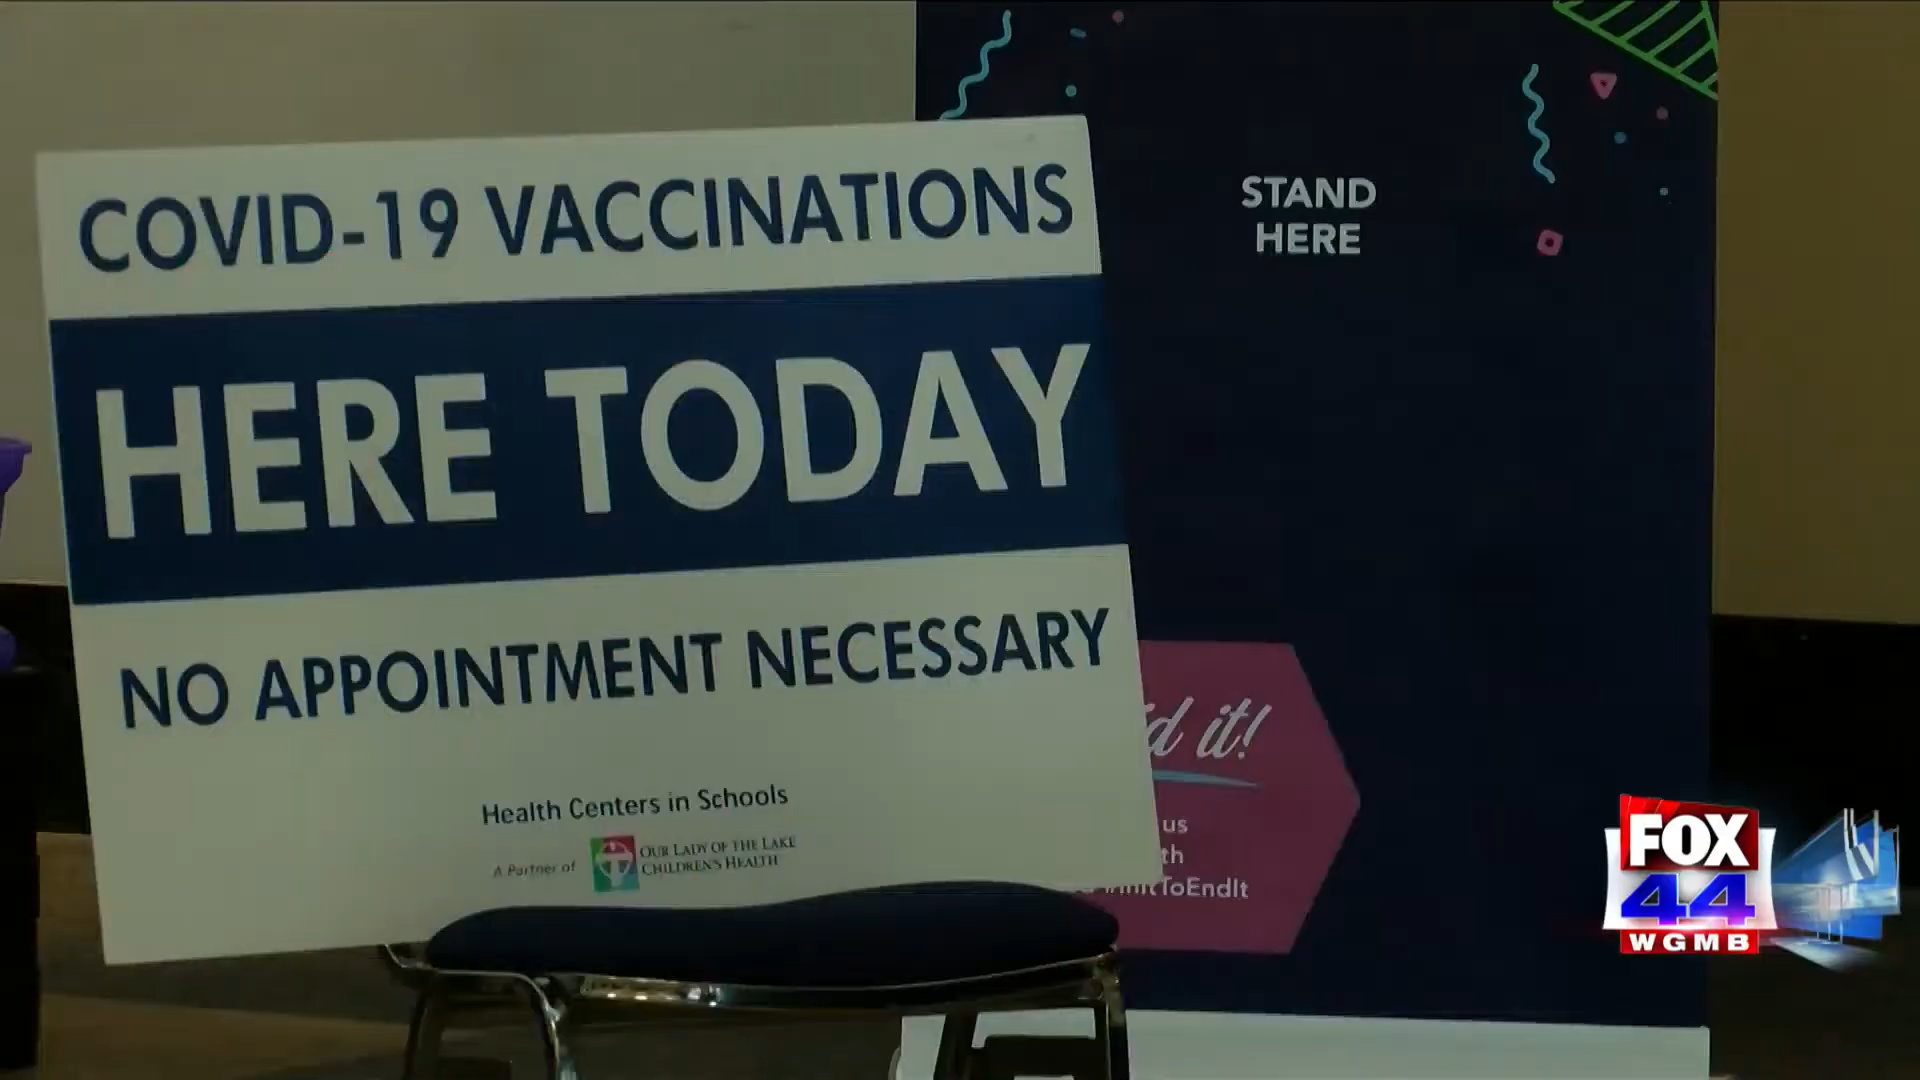 COVID-19 VACCINATIONS
HERE TODAY
NO APPOINTMENT NECESSARY
Health Centers in Schools
A Partner of
OUR LADY OF THE LAKE
CHILDREN'S HEALTH
STAND
HERE
it!
us
FOX
44
WGMB